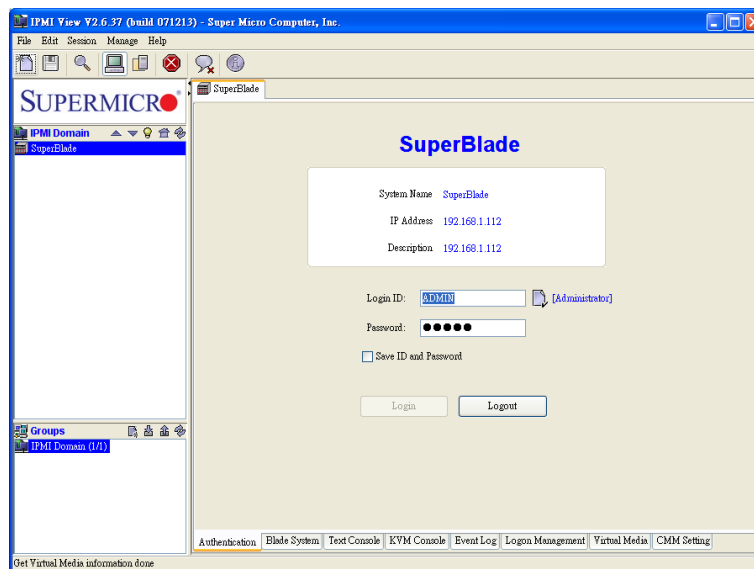 IPMI View V2.6.37 (build 071213) - Super Micro Computer, Inc.
File Edit Session Manage Help
SUPERMICRO
IPMI Domain
SuperBlade
SuperBlade
SuperBlade
System Name SuperBlade
IP Address 192.168.1.112
Description 192.168.1.112
Login ID: ADMIN [Administrator]
Password: ●●●●●
Save ID and Password
Login Logout
Groups
IPMI Domain (1/1)
Authentication Blade System Text Console KVM Console Event Log Logon Management Virtual Media CMM Setting
Get Virtual Media information done